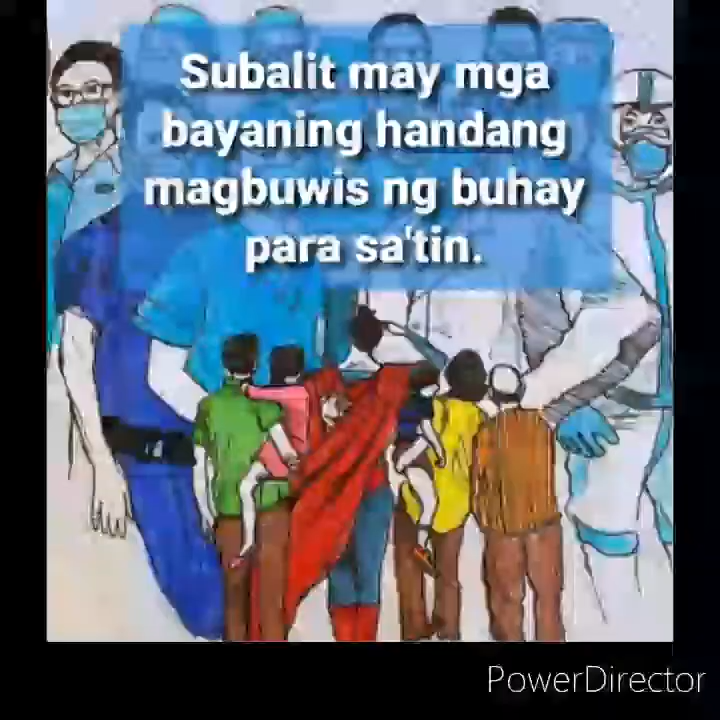 Subalit may mga
bayaning handang
magbuwis ng buhay
para sa'tin.
PowerDirector